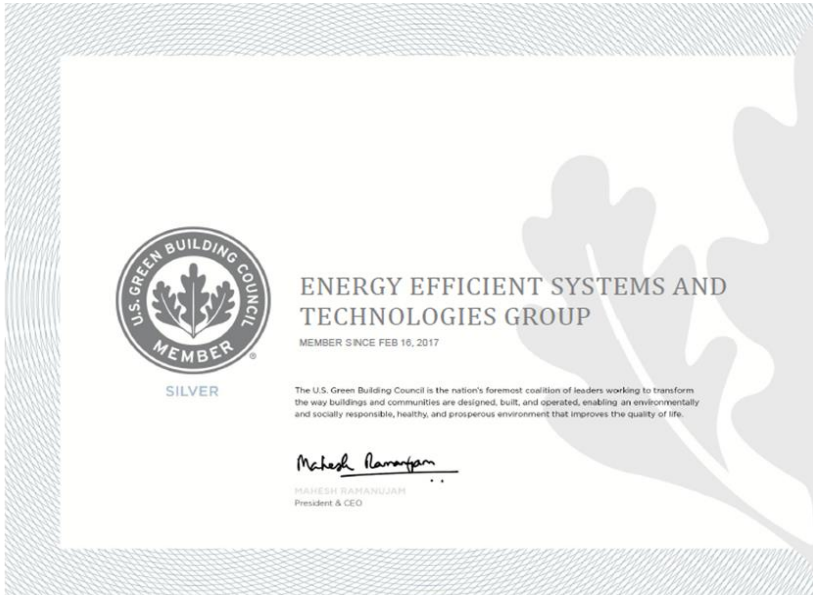 U.S. GREEN BUILDING COUNCIL
MEMBER
®
SILVER
ENERGY EFFICIENT SYSTEMS AND
TECHNOLOGIES GROUP
MEMBER SINCE FEB 16, 2017
The U.S. Green Building Council is the nation's foremost coalition of leaders working to transform
the way buildings and communities are designed, built, and operated, enabling an environmentally
and socially responsible, healthy, and prosperous environment that improves the quality of life.
Mahesh Ramanujam
MAHESH RAMANUJAM
President & CEO